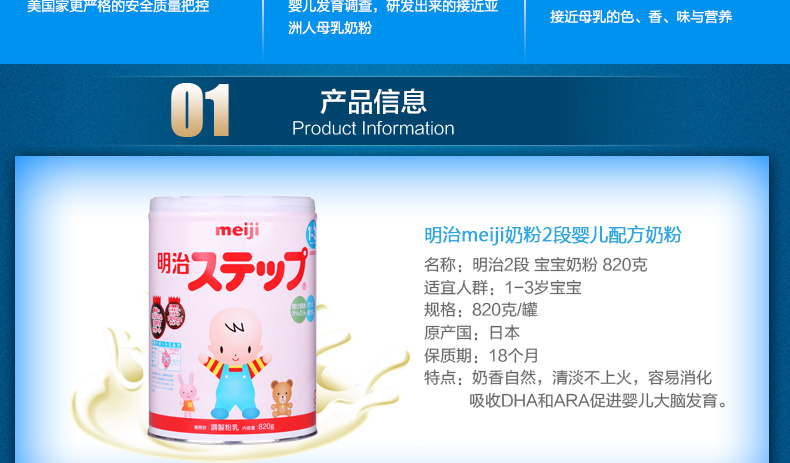 美国家更严格的安全质量把控
婴儿发育调查，研发出来的接近亚
洲人母乳奶粉
接近母乳的色、香、味与营养
01
产品信息
Product Information
meiji
明治ステップ
調製粉乳 内容量:820g
明治meiji奶粉2段婴儿配方奶粉
名称：明治2段 宝宝奶粉 820克
适宜人群：1-3岁宝宝
规格：820克/罐
原产国：日本
保质期：18个月
特点：奶香自然，清淡不上火，容易消化
吸收DHA和ARA促进婴儿大脑发育。